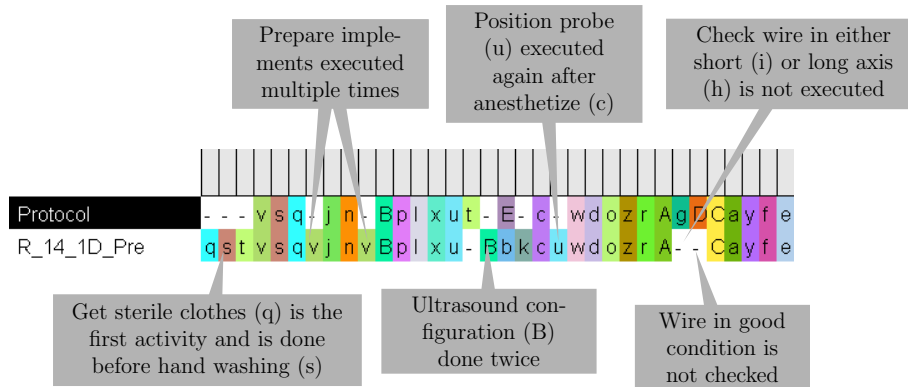 Prepare imple-
ments executed
multiple times
Position probe
(u) executed
again after
anesthetize (c)
Check wire in either
short (i) or long axis
(h) is not executed
Protocol - - - v s q - j n - B p l x u t - E - c - w d o z r A g D C a y f e
R_14_1D_Pre q s t v s q v j n v B p l x u - B b k c u w d o z r A - - C a y f e
Get sterile clothes (q) is the
first activity and is done
before hand washing (s)
Ultrasound con-
figuration (B)
done twice
Wire in good
condition is
not checked